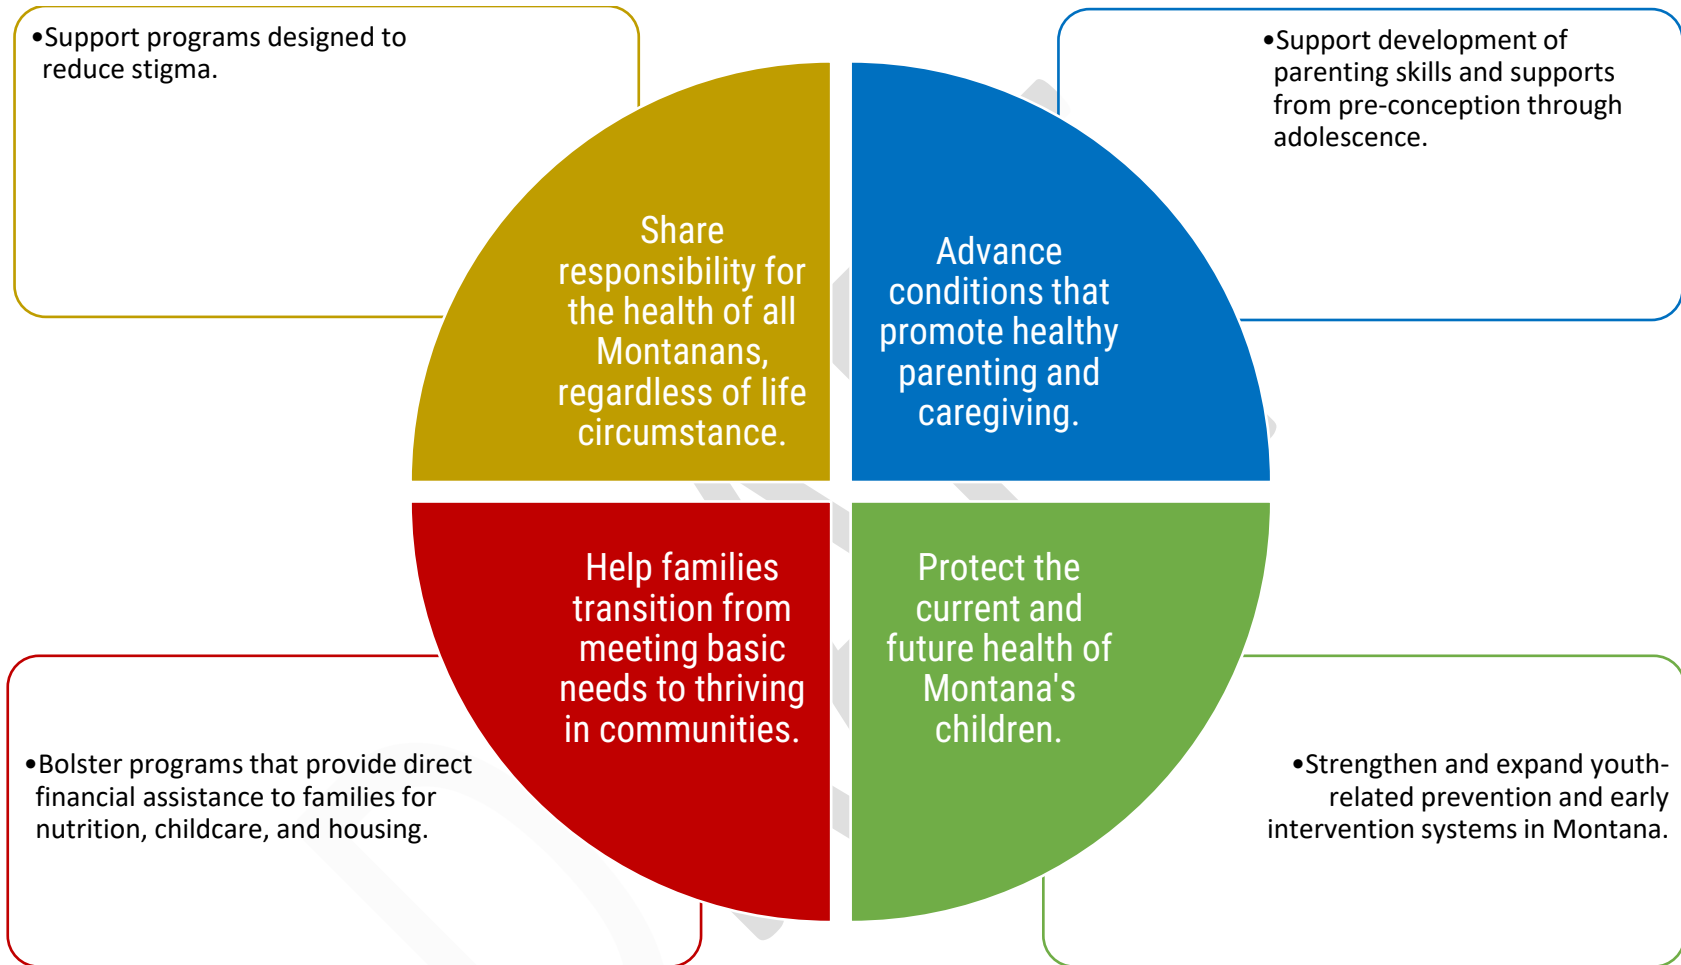 •Support programs designed to
reduce stigma.
•Support development of
parenting skills and supports
from pre-conception through
adolescence.
Share
responsibility for
the health of all
Montanans,
regardless of life
circumstance.
Advance
conditions that
promote healthy
parenting and
caregiving.
Help families
transition from
meeting basic
needs to thriving
in communities.
Protect the
current and
future health of
Montana's
children.
•Bolster programs that provide direct
financial assistance to families for
nutrition, childcare, and housing.
•Strengthen and expand youth-
related prevention and early
intervention systems in Montana.